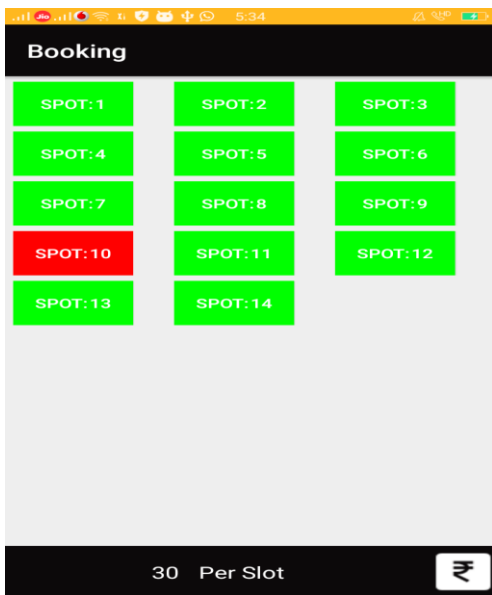 Jio 5:34
Booking
SPOT:1 SPOT:2 SPOT:3
SPOT:4 SPOT:5 SPOT:6
SPOT:7 SPOT:8 SPOT:9
SPOT:10 SPOT:11 SPOT:12
SPOT:13 SPOT:14
30 Per Slot ₹